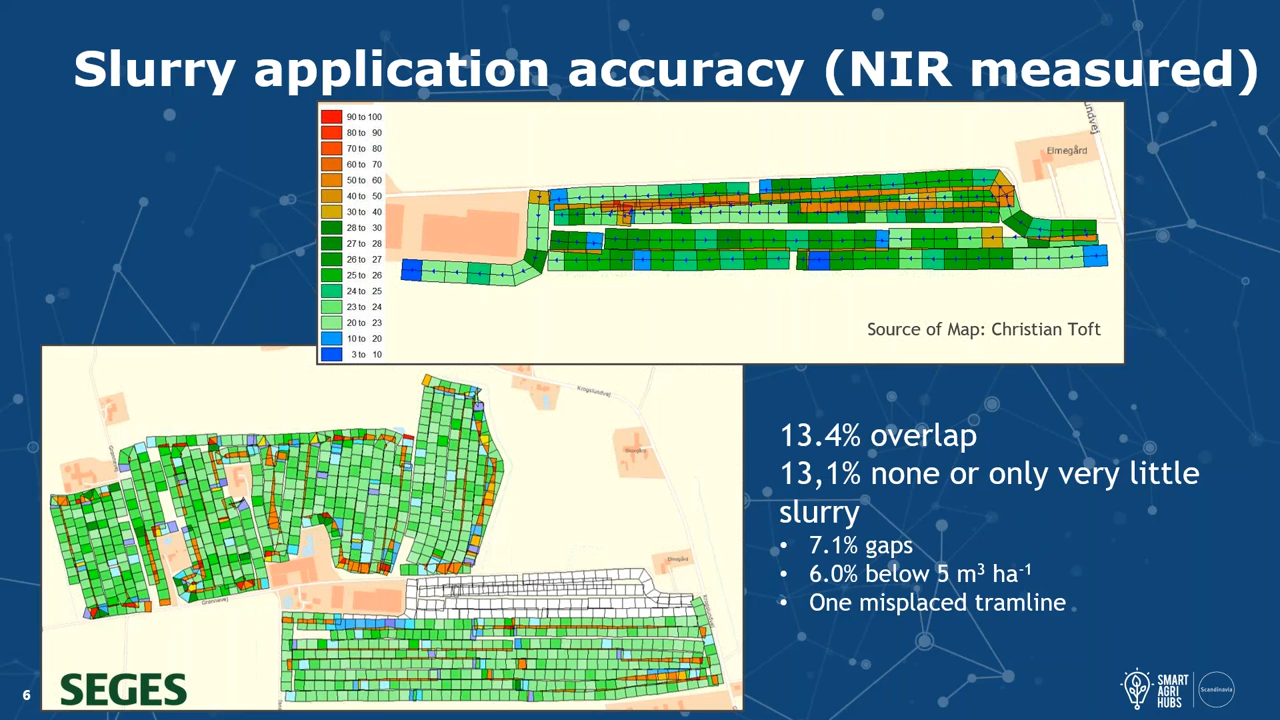 Slurry application accuracy (NIR measured)
90 to 100
80 to 90
70 to 80
60 to 70
50 to 60
40 to 50
30 to 40
28 to 30
27 to 28
26 to 27
25 to 26
24 to 25
23 to 24
20 to 23
10 to 20
3 to 10
Elmegård
Source of Map: Christian Toft
Krogslundvej
Elmegård
13.4% overlap
13,1% none or only very little
slurry
• 7.1% gaps
• 6.0% below 5 m³ ha⁻¹
• One misplaced tramline
6
SEGES
SMART
AGRI
HUBS
Scandinavia